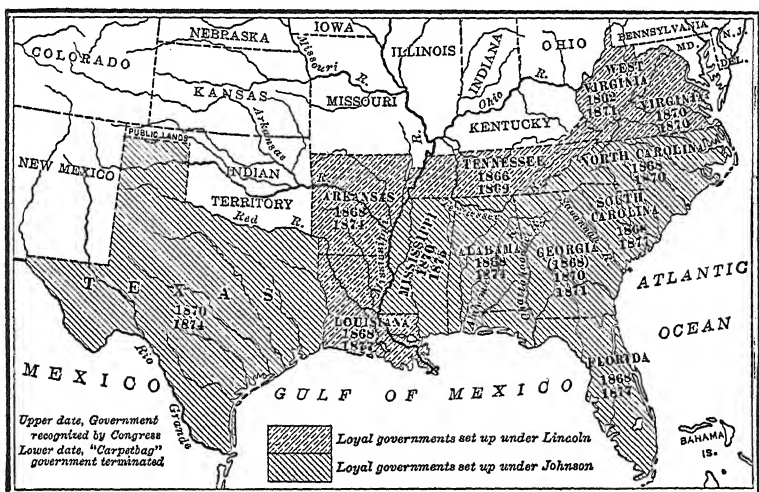 IOWA
NEBRASKA
Missouri
R.
ILLINOIS
INDIANA
OHIO
PENNSYLVANIA
N.J.
MD.
DEL.
COLORADO
KANSAS
MISSOURI
Ohio
R.
KENTUCKY
WEST
VIRGINIA
1862
1871
VIRGINIA
1870
1870
PUBLIC LANDS
Arkansas
R.
NEW MEXICO
INDIAN
TERRITORY
Red R.
R.
ARKANSAS
1868
1874
TENNESSEE
1866
1869
NORTH CAROLINA
1868
1870
SOUTH
CAROLINA
1868
1877
Mississippi
MISSISSIPPI
1870
1876
ALABAMA
1868
GEORGIA
(1868)
1870
1871
Savannah R.
TEXAS
1870
1874
LOUISIANA
1868
1877
FLORIDA
1868
1877
ATLANTIC
OCEAN
MEXICO
Rio
Grande
GULF OF MEXICO
BAHAMA
IS.
Upper date, Government
recognized by Congress
Lower date, "Carpetbag"
government terminated
Loyal governments set up under Lincoln
Loyal governments set up under Johnson